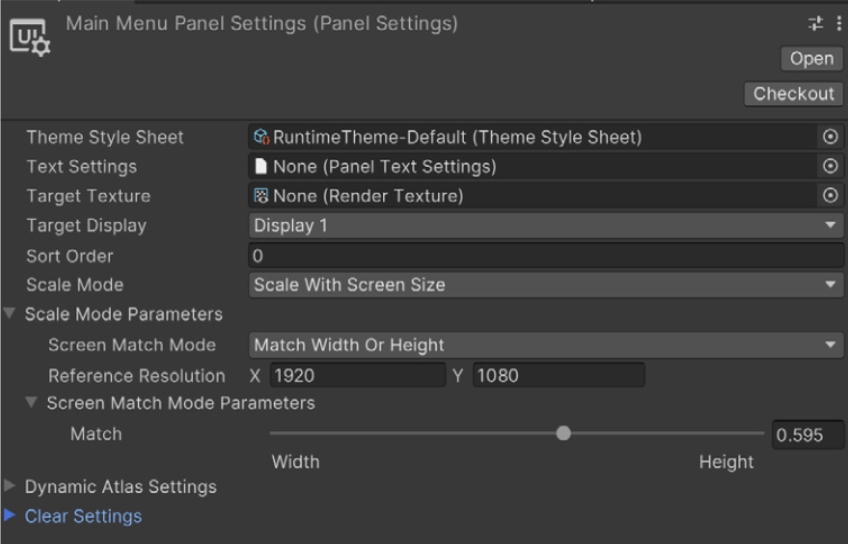 UI
Main Menu Panel Settings (Panel Settings)
Open
Checkout
Theme Style Sheet RuntimeTheme-Default (Theme Style Sheet)
Text Settings None (Panel Text Settings)
Target Texture None (Render Texture)
Target Display Display 1
Sort Order 0
Scale Mode Scale With Screen Size
Scale Mode Parameters
Screen Match Mode Match Width Or Height
Reference Resolution X 1920 Y 1080
Screen Match Mode Parameters
Match 0.595
Width Height
Dynamic Atlas Settings
Clear Settings